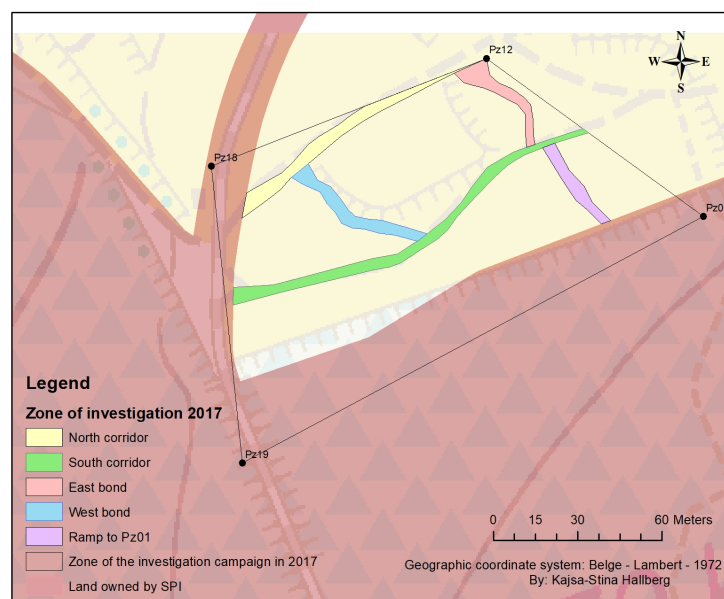 Pz12
N
W E
S
Pz18
Pz0
Legend
Zone of investigation 2017
North corridor
South corridor
East bond
West bond
Ramp to Pz01
Zone of the investigation campaign in 2017
Land owned by SPI
Pz19
0 15 30 60 Meters
Geographic coordinate system: Belge - Lambert - 1972
By: Kajsa-Stina Hallberg